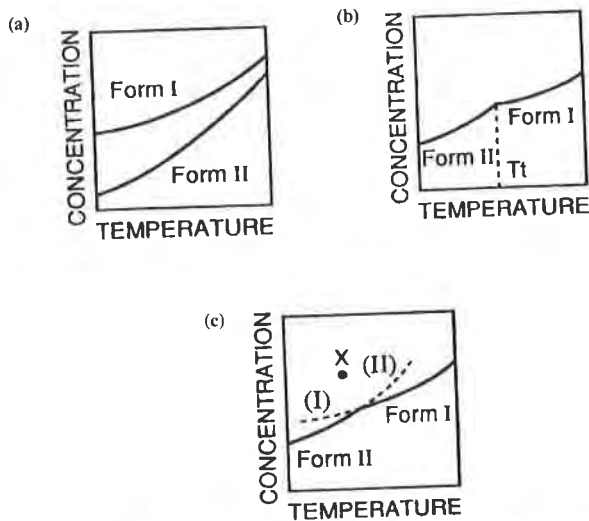 (a)
CONCENTRATION
Form I
Form II
TEMPERATURE
(b)
CONCENTRATION
Form I
Form II
Tt
TEMPERATURE
(c)
CONCENTRATION
X
(II)
(I)
Form I
Form II
TEMPERATURE